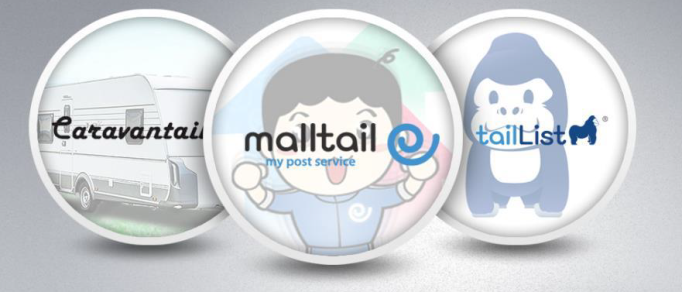 Caravantail
malltail
my post service
tailList®